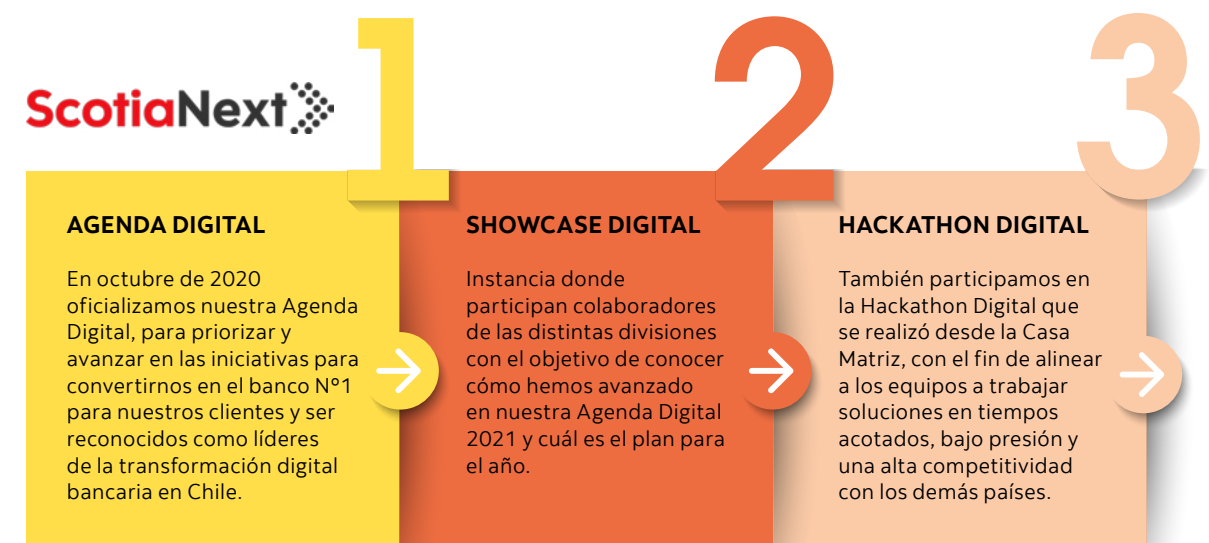 ScotiaNext
1
AGENDA DIGITAL
En octubre de 2020
oficializamos nuestra Agenda
Digital, para priorizar y
avanzar en las iniciativas para
convertirnos en el banco Nº1
para nuestros clientes y ser
reconocidos como líderes
de la transformación digital
bancaria en Chile.
2
SHOWCASE DIGITAL
Instancia donde
participan colaboradores
de las distintas divisiones
con el objetivo de conocer
cómo hemos avanzado
en nuestra Agenda Digital
2021 y cuál es el plan para
el año.
3
HACKATHON DIGITAL
También participamos en
la Hackathon Digital que
se realizó desde la Casa
Matriz, con el fin de alinear
a los equipos a trabajar
soluciones en tiempos
acotados, bajo presión y
una alta competitividad
con los demás países.